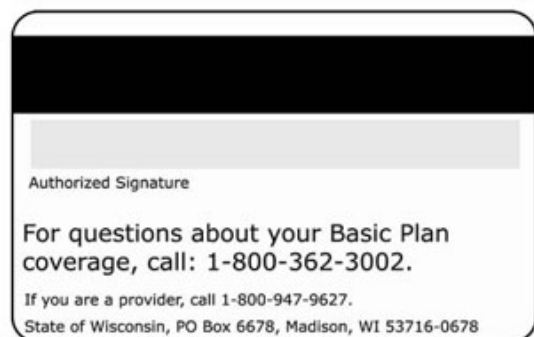 Authorized Signature
For questions about your Basic Plan
coverage, call: 1-800-362-3002.
If you are a provider, call 1-800-947-9627.
State of Wisconsin, PO Box 6678, Madison, WI 53716-0678